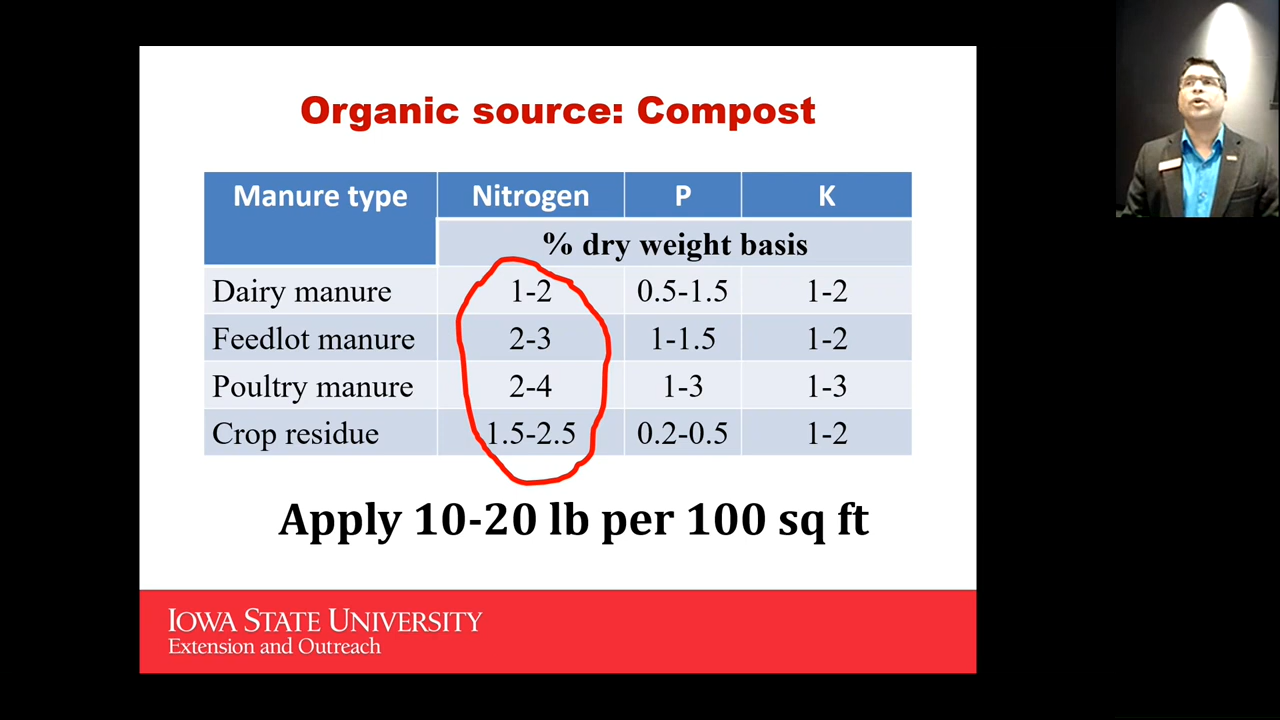 Organic source: Compost
Manure type Nitrogen P K
% dry weight basis
Dairy manure 1-2 0.5-1.5 1-2
Feedlot manure 2-3 1-1.5 1-2
Poultry manure 2-4 1-3 1-3
Crop residue 1.5-2.5 0.2-0.5 1-2
Apply 10-20 lb per 100 sq ft
IOWA STATE UNIVERSITY
Extension and Outreach